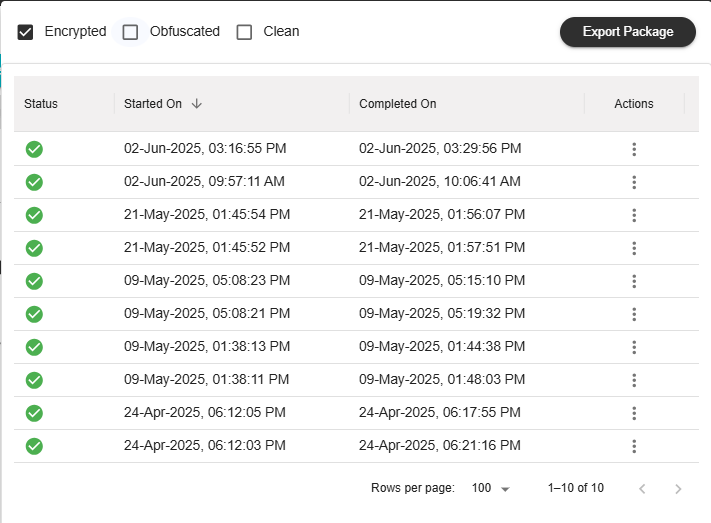 Encrypted Obfuscated Clean Export Package
Status Started On Completed On Actions
02-Jun-2025, 03:16:55 PM 02-Jun-2025, 03:29:56 PM
02-Jun-2025, 09:57:11 AM 02-Jun-2025, 10:06:41 AM
21-May-2025, 01:45:54 PM 21-May-2025, 01:56:07 PM
21-May-2025, 01:45:52 PM 21-May-2025, 01:57:51 PM
09-May-2025, 05:08:23 PM 09-May-2025, 05:15:10 PM
09-May-2025, 05:08:21 PM 09-May-2025, 05:19:32 PM
09-May-2025, 01:38:13 PM 09-May-2025, 01:44:38 PM
09-May-2025, 01:38:11 PM 09-May-2025, 01:48:03 PM
24-Apr-2025, 06:12:05 PM 24-Apr-2025, 06:17:55 PM
24-Apr-2025, 06:12:03 PM 24-Apr-2025, 06:21:16 PM
Rows per page: 100 1–10 of 10